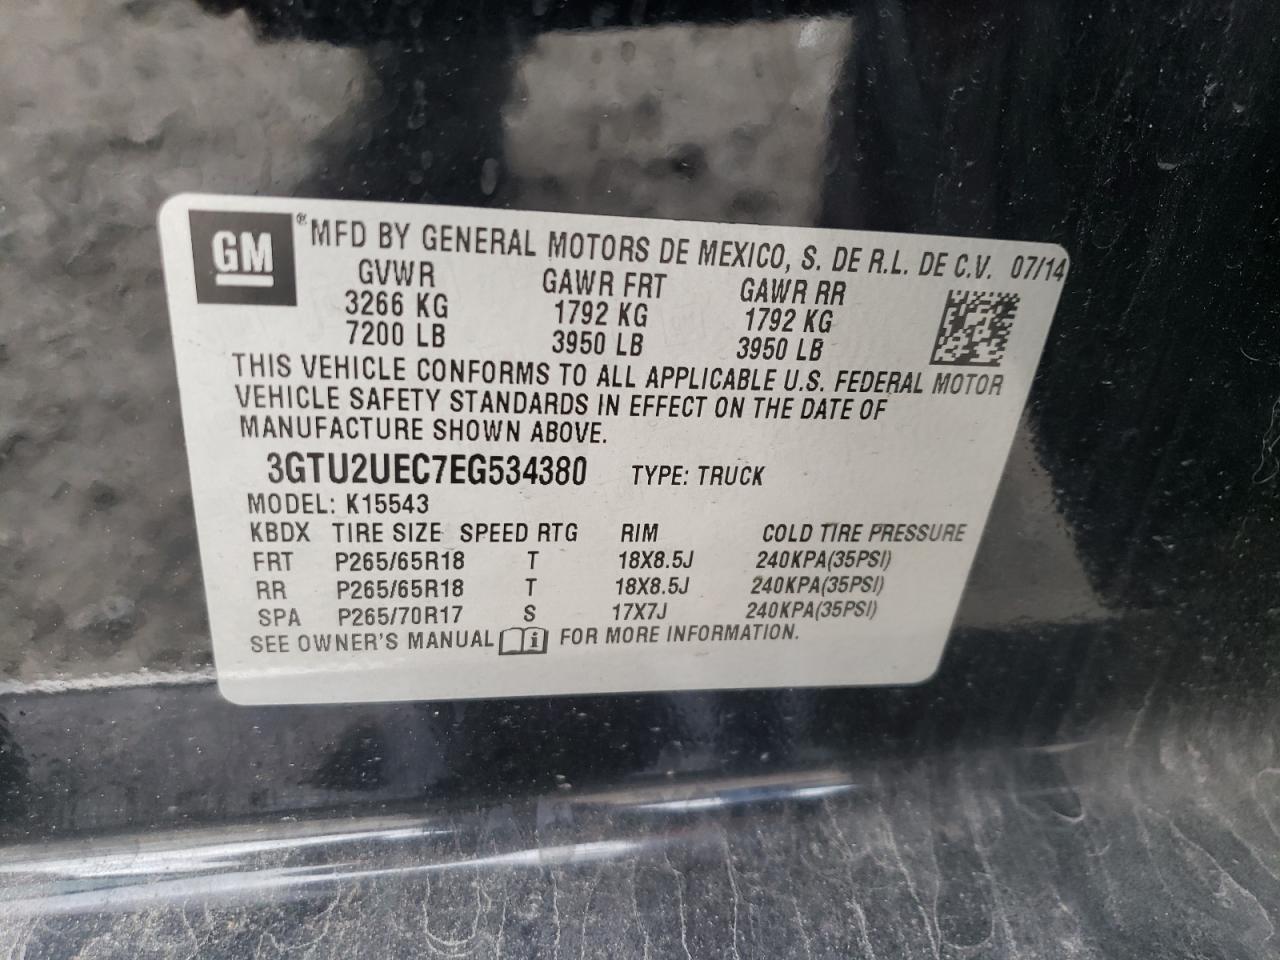 GM ® MFD BY GENERAL MOTORS DE MEXICO, S. DE R.L. DE C.V. 07/14
GVWR GAWR FRT GAWR RR
3266 KG 1792 KG 1792 KG
7200 LB 3950 LB 3950 LB
THIS VEHICLE CONFORMS TO ALL APPLICABLE U.S. FEDERAL MOTOR
VEHICLE SAFETY STANDARDS IN EFFECT ON THE DATE OF
MANUFACTURE SHOWN ABOVE.
3GTU2UEC7EG534380 TYPE: TRUCK
MODEL: K15543
KBDX TIRE SIZE SPEED RTG RIM COLD TIRE PRESSURE
FRT P265/65R18 T 18X8.5J 240KPA(35PSI)
RR P265/65R18 T 18X8.5J 240KPA(35PSI)
SPA P265/70R17 S 17X7J 240KPA(35PSI)
SEE OWNER'S MANUAL i FOR MORE INFORMATION.